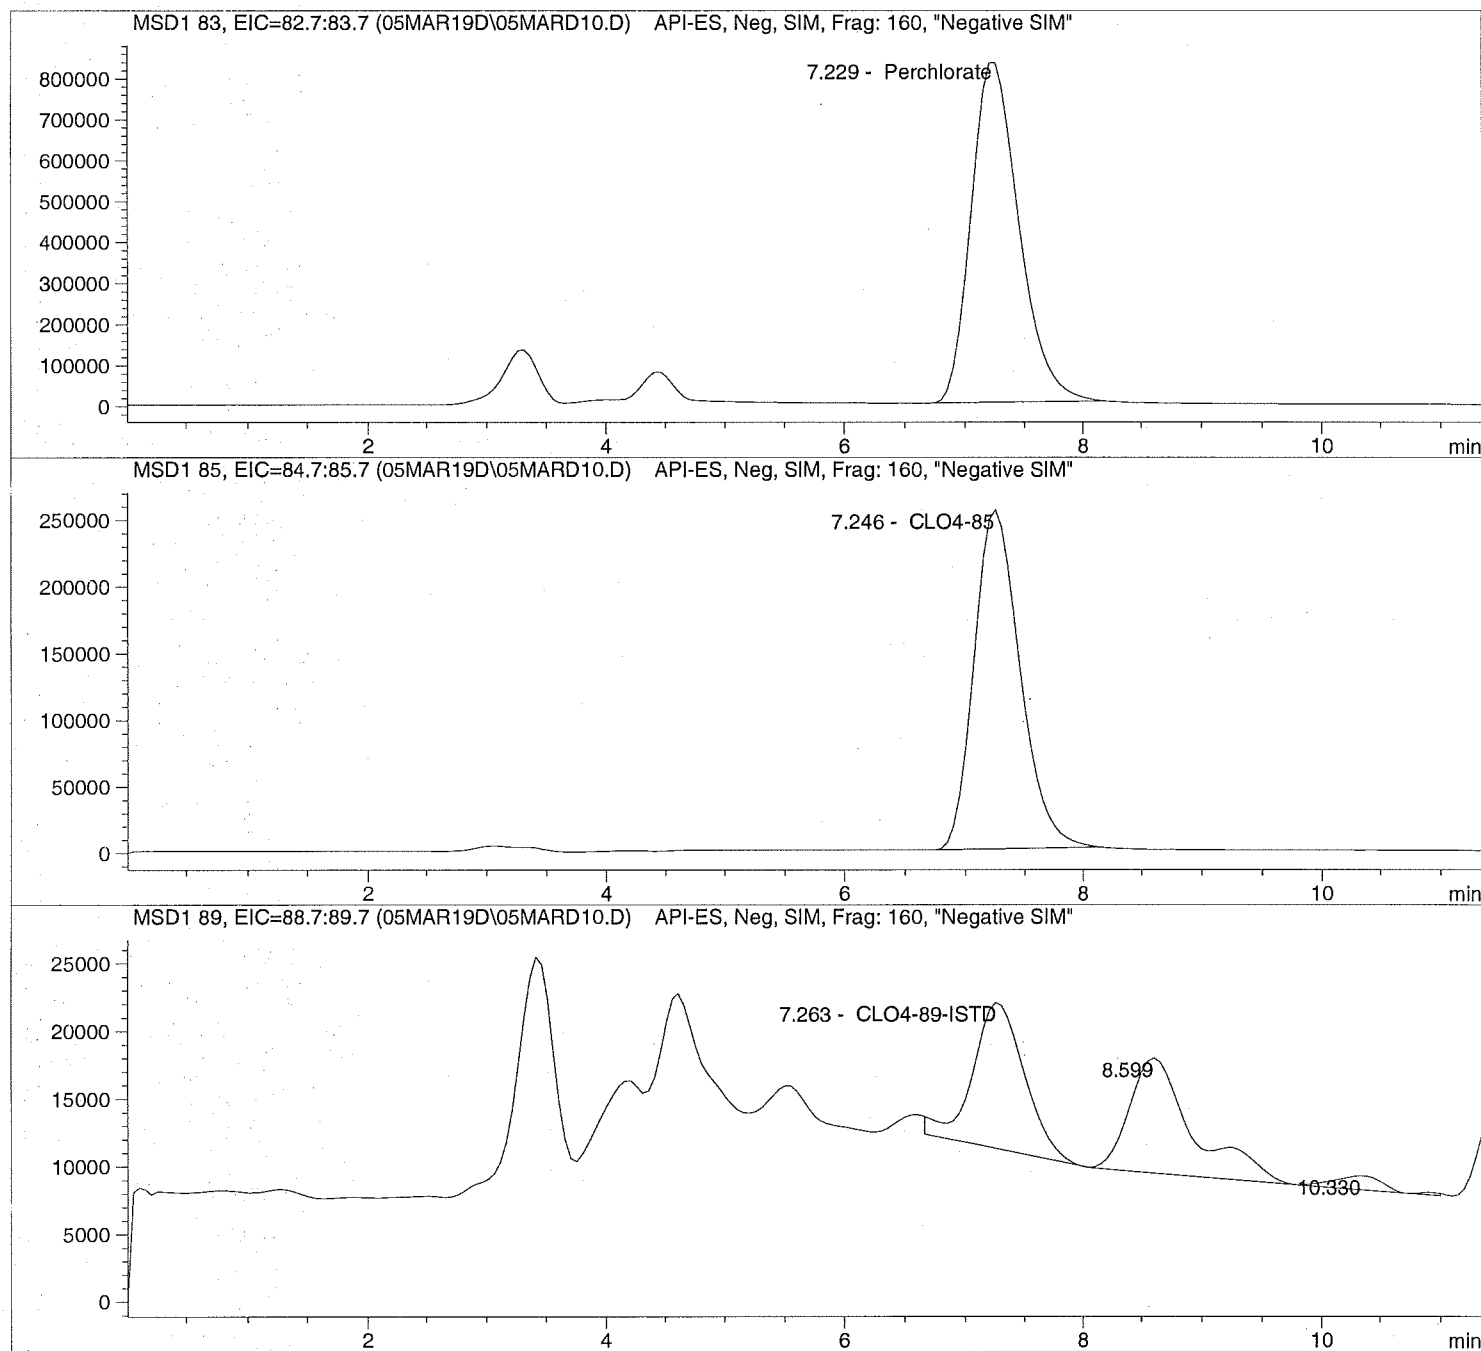 MSD1 83, EIC=82.7:83.7 (05MAR19D\05MARD10.D) API-ES, Neg, SIM, Frag: 160, "Negative SIM"
7.229 - Perchlorate
800000
700000
600000
500000
400000
300000
200000
100000
0
2 4 6 8 10 min
MSD1 85, EIC=84.7:85.7 (05MAR19D\05MARD10.D) API-ES, Neg, SIM, Frag: 160, "Negative SIM"
7.246 - CLO4-85
250000
200000
150000
100000
50000
0
2 4 6 8 10 min
MSD1 89, EIC=88.7:89.7 (05MAR19D\05MARD10.D) API-ES, Neg, SIM, Frag: 160, "Negative SIM"
25000
7.263 - CLO4-89-ISTD
20000
8.599
15000
10000
10.330
5000
0
2 4 6 8 10 min